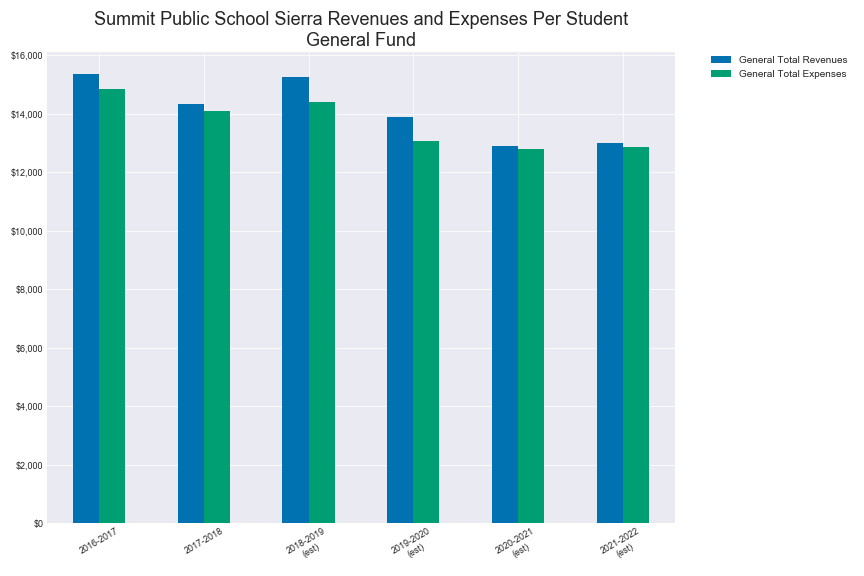 Summit Public School Sierra Revenues and Expenses Per Student
General Fund
General Total Revenues
General Total Expenses
$16,000
$14,000
$12,000
$10,000
$8,000
$6,000
$4,000
$2,000
$0
2016-2017
2017-2018
2018-2019
(est)
2019-2020
(est)
2020-2021
(est)
2021-2022
(est)